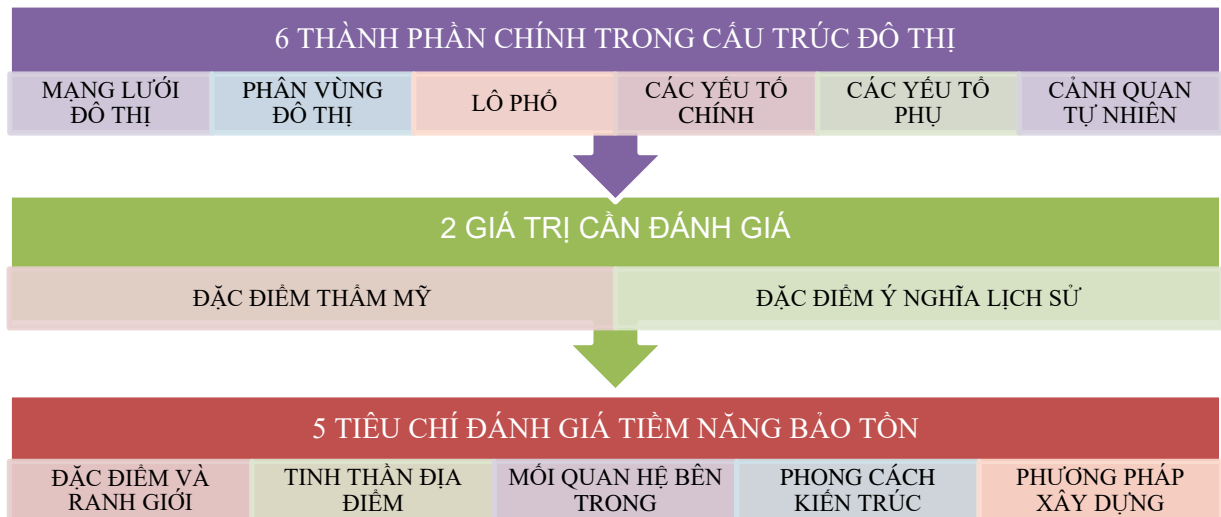 6 THÀNH PHẦN CHÍNH TRONG CẤU TRÚC ĐÔ THỊ
MẠNG LƯỚI
ĐÔ THỊ
PHÂN VÙNG
ĐÔ THỊ
LÔ PHỐ
CÁC YẾU TỐ
CHÍNH
CÁC YẾU TỐ
PHỤ
CẢNH QUAN
TỰ NHIÊN
2 GIÁ TRỊ CẦN ĐÁNH GIÁ
ĐẶC ĐIỂM THẨM MỸ
ĐẶC ĐIỂM Ý NGHĨA LỊCH SỬ
5 TIÊU CHÍ ĐÁNH GIÁ TIỀM NĂNG BẢO TỒN
ĐẶC ĐIỂM VÀ
RANH GIỚI
TINH THẦN ĐỊA
ĐIỂM
MỐI QUAN HỆ BÊN
TRONG
PHONG CÁCH
KIẾN TRÚC
PHƯƠNG PHÁP
XÂY DỰNG